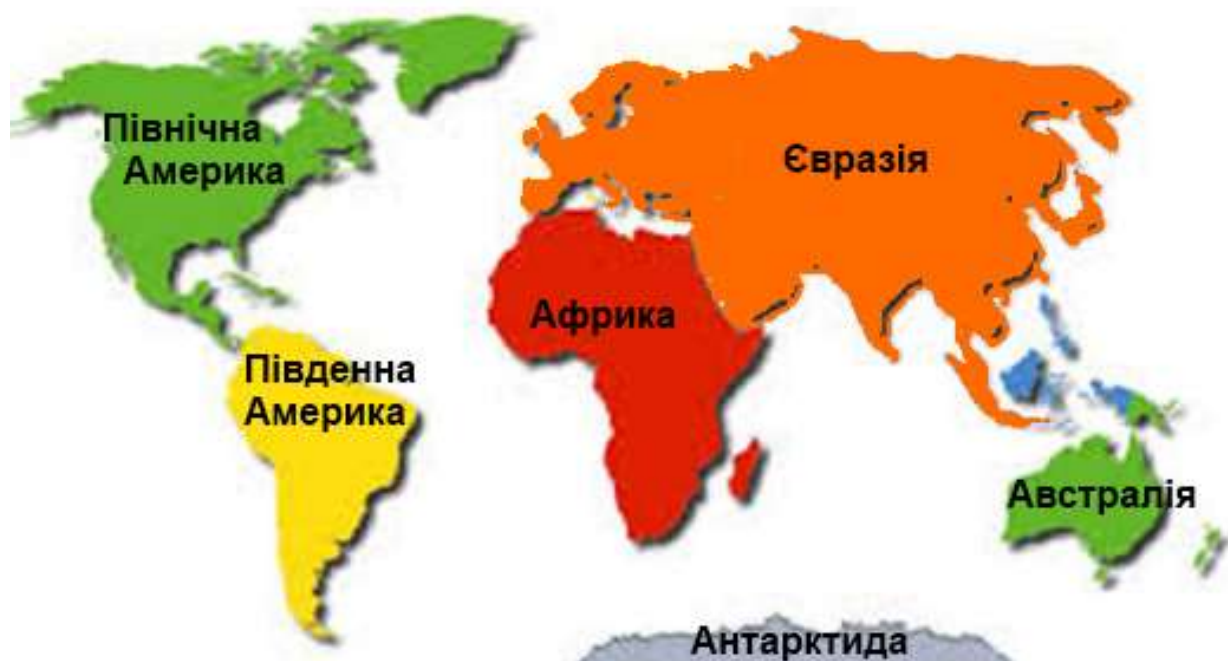 Північна
Америка
Євразія
Африка
Південна
Америка
Австралія
Антарктида